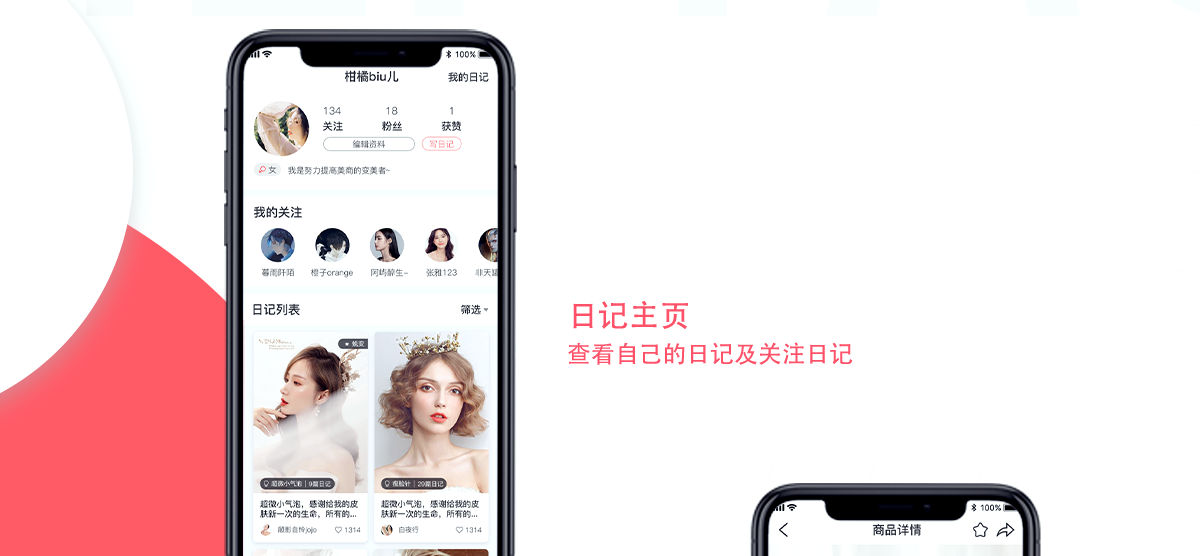 100%
柑橘biu儿
我的日记
134 18 1
关注 粉丝 获赞
编辑资料 写日记
女 我是努力提高美商的变美者~
我的关注
暮雨阡陌 橙子orange 阿屿醉生~ 张雅123 非天
日记列表 筛选
超微小气泡 | 9篇日记
瘦脸针 | 29篇日记
超微小气泡，感谢给我的皮
肤新一次的生命，所有的...
超微小气泡，感谢给我的皮
肤新一次的生命，所有的...
顾影自怜jojo 1314
白夜行 1314
日记主页
查看自己的日记及关注日记
100%
商品详情